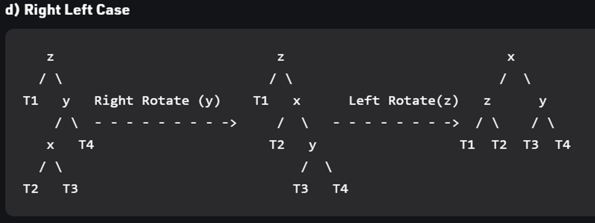 d) Right Left Case
z                               z                            x
/ \                             / \                          /  \
T1   y   Right Rotate (y)    T1   x     Left Rotate(z)   z      y
/ \  - - - - - - - - ->         /  \   - - - - - - - -> / \    / \
x   T4                         T2   y                  T1  T2  T3  T4
/ \                                 /  \
T2   T3                            T3   T4